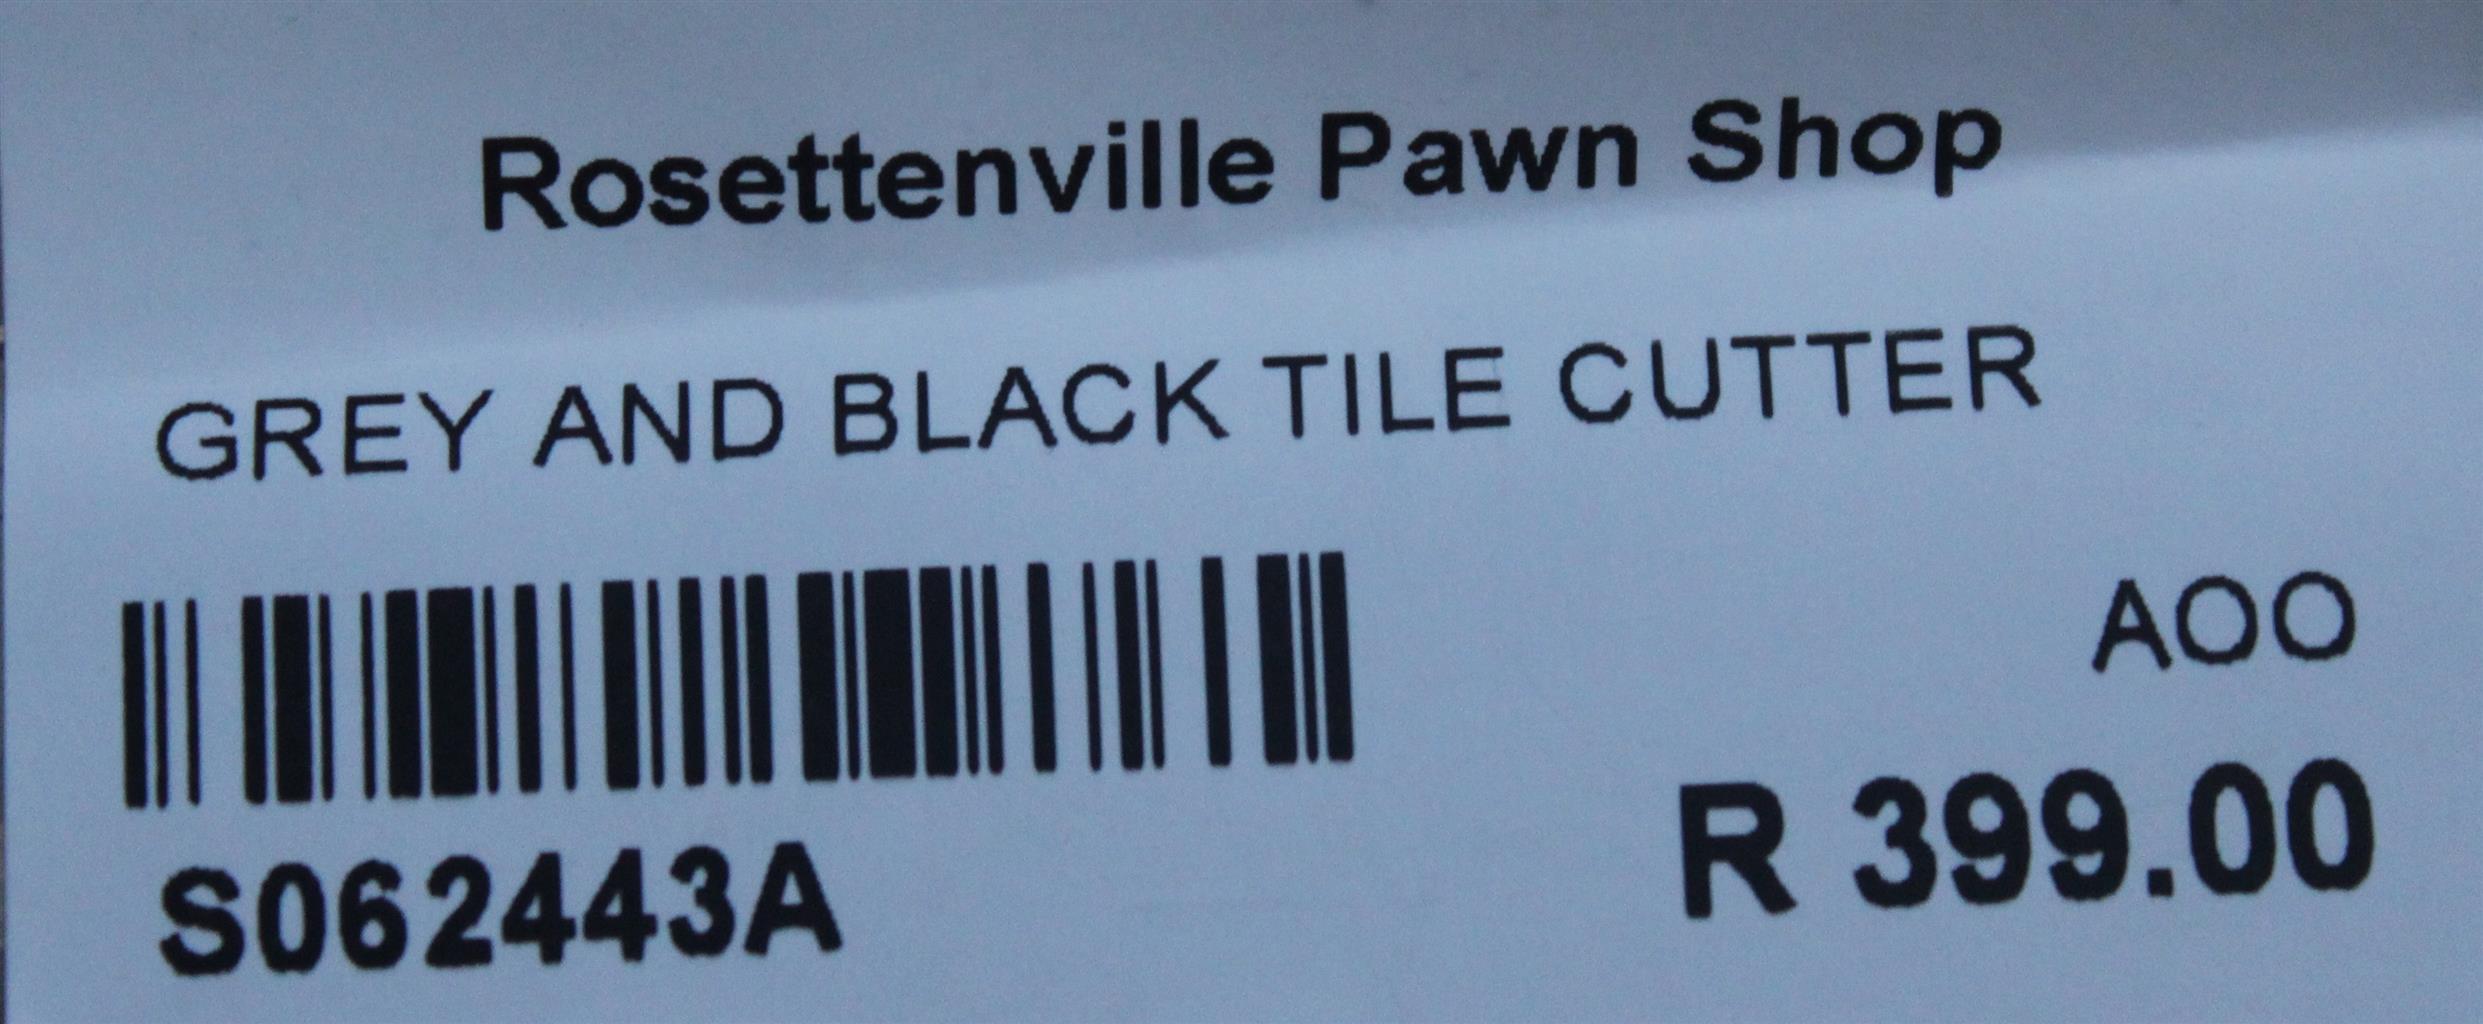 Rosettenville Pawn Shop
GREY AND BLACK TILE CUTTER
AOO
S062443A
R 399.00